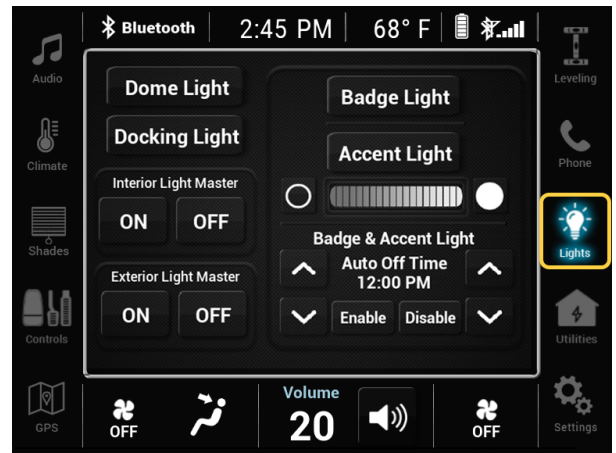 Bluetooth
2:45 PM
68° F
Audio
Climate
Shades
Controls
GPS
Dome Light
Docking Light
Interior Light Master
ON OFF
Exterior Light Master
ON OFF
Badge Light
Accent Light
Badge & Accent Light
Auto Off Time
12:00 PM
Enable Disable
Leveling
Phone
Lights
Utilities
Settings
OFF
Volume
20
OFF